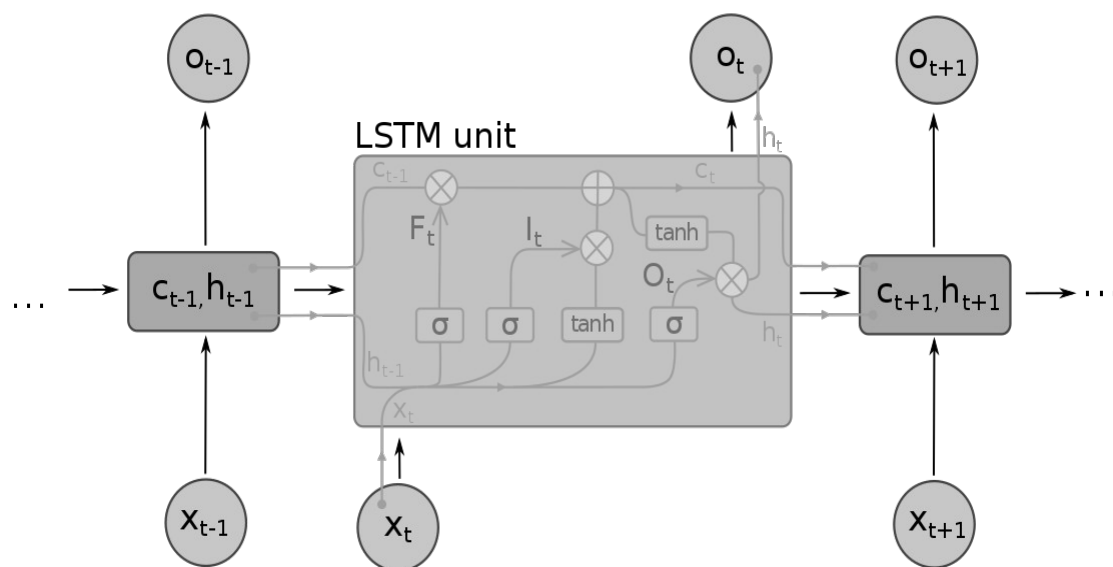 o_{t-1}
o_t
o_{t+1}
LSTM unit
h_t
c_{t-1}
c_t
F_t
I_t
tanh
O_t
...
c_{t-1}, h_{t-1}
c_{t+1}, h_{t+1}
...
σ
σ
tanh
σ
h_t
h_{t-1}
x_t
x_{t-1}
x_t
x_{t+1}